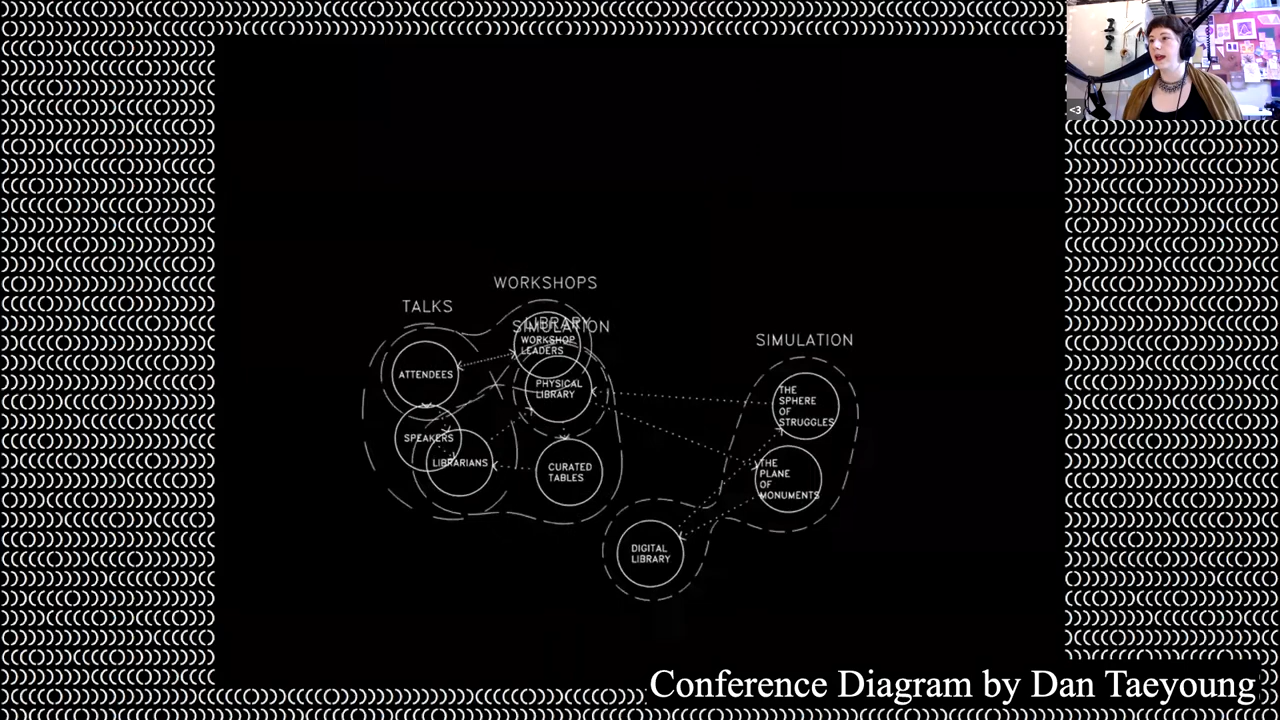 <3
WORKSHOPS
TALKS
LIBRARY
SIMULATION
WORKSHOP
LEADERS
SIMULATION
ATTENDEES
PHYSICAL
LIBRARY
THE
SPHERE
OF
STRUGGLES
SPEAKERS
LIBRARIANS
CURATED
TABLES
THE
PLANE
OF
MONUMENTS
DIGITAL
LIBRARY
Conference Diagram by Dan Taeyoung